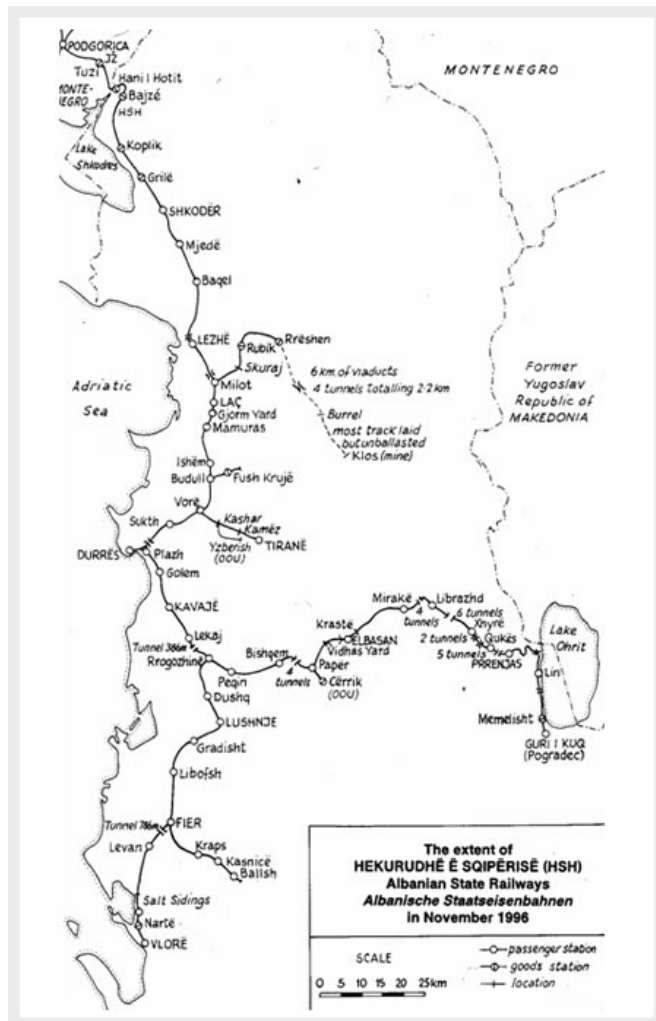 PODGORICA
JŽ
Tuzi
Hani I Hotit
MONTE-
NEGRO
Bajzé
HSH
MONTENEGRO
Koplik
Lake
Shkodrës
Grilë
SHKODËR
Mjedë
Baqel
LEZHË
Rrëshen
Rubik
Skuraj
Milot
6 km. of viaducts
4 tunnels totalling 2·2 km
Former
Yugoslav
Republic of
MAKEDONIA
Adriatic
Sea
LAÇ
Gjorm Yard
Mamuras
Burrel
most track laid
but unballasted
Klos (mine)
Ishëm
Budull
Fush Krujë
Vorë
Sukth
Kashar
Kamëz
Yzberish
(OOU)
TIRANË
DURRËS
Plazh
Golem
KAVAJË
Mirakë
Librazhd
4
tunnels
6 tunnels
Xnyrë
Krastë
ELBASAN
Vidhas Yard
2 tunnels
Qukës
5 tunnels
PRRENJAS
Lake
Ohrit
Lin
Lekaj
Tunnel 386m
Rrogozhinë
Bishqem
Peqin
4
tunnels
Paper
Cërrik
(OOU)
Dushq
LUSHNJE
Memelisht
GURI I KUQ
(Pogradec)
Gradisht
Libofsh
Tunnel 786m
FIER
Levan
Kraps
Kasnicë
Ballsh
Salt Sidings
Nartë
VLORË
The extent of
HEKURUDHË Ë SQIPËRISË (HSH)
Albanian State Railways
Albanische Staatseisenbahnen
in November 1996
SCALE
0 5 10 15 20 25km
passenger station
goods station
location